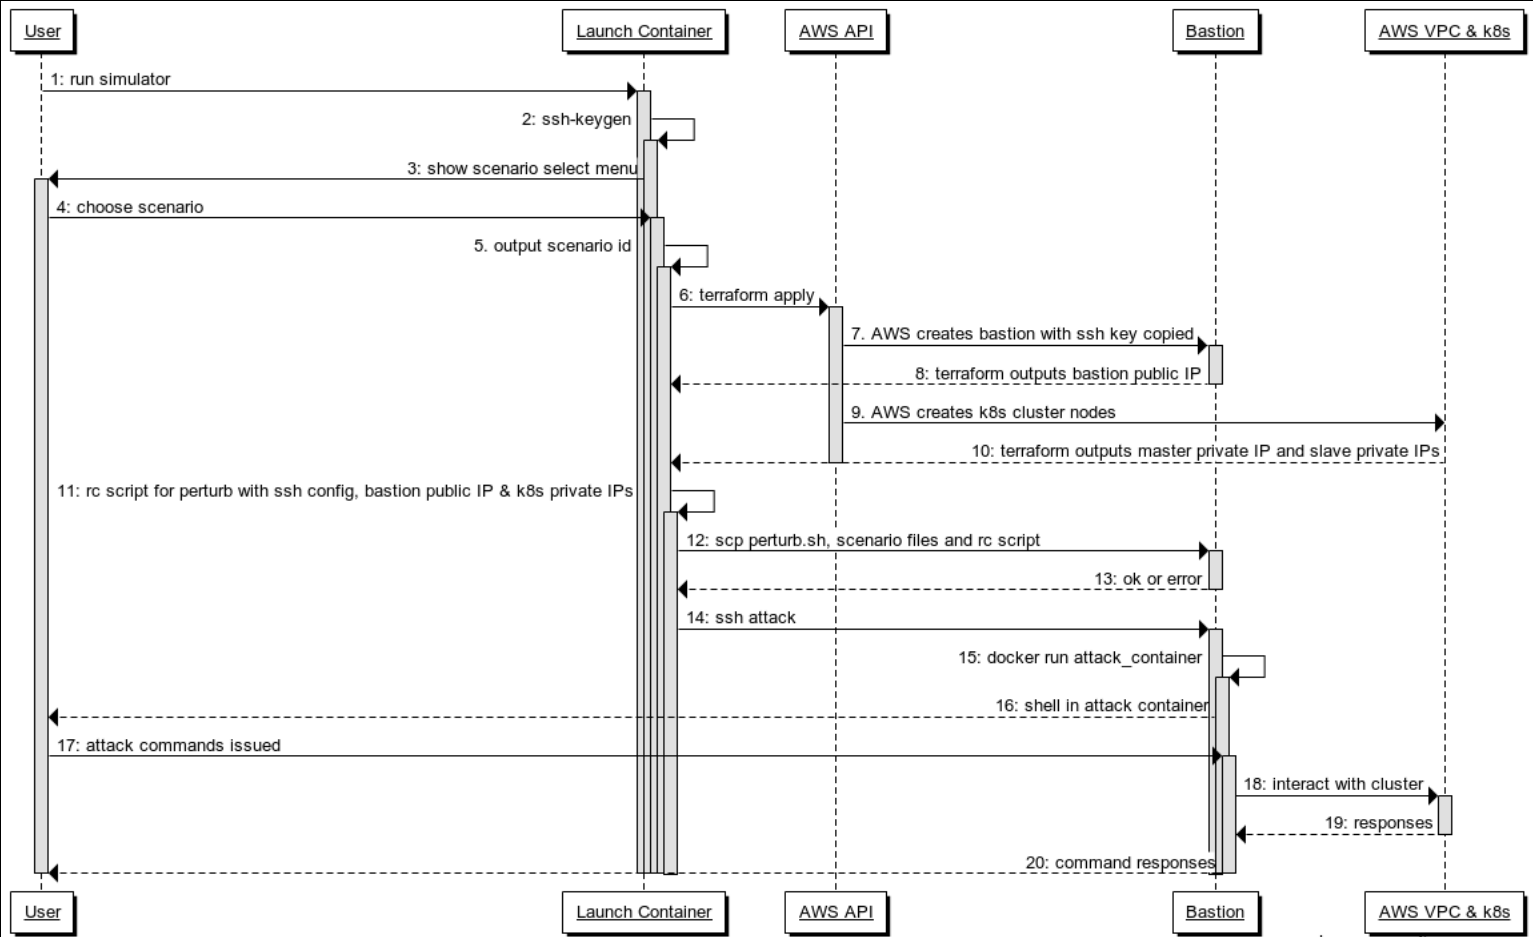 User
Launch Container
AWS API
Bastion
AWS VPC & k8s
1: run simulator
2: ssh-keygen
3: show scenario select menu
4: choose scenario
5. output scenario id
6: terraform apply
7. AWS creates bastion with ssh key copied
8: terraform outputs bastion public IP
9. AWS creates k8s cluster nodes
10: terraform outputs master private IP and slave private IPs
11: rc script for perturb with ssh config, bastion public IP & k8s private IPs
12: scp perturb.sh, scenario files and rc script
13: ok or error
14: ssh attack
15: docker run attack_container
16: shell in attack container
17: attack commands issued
18: interact with cluster
19: responses
20: command responses
User
Launch Container
AWS API
Bastion
AWS VPC & k8s